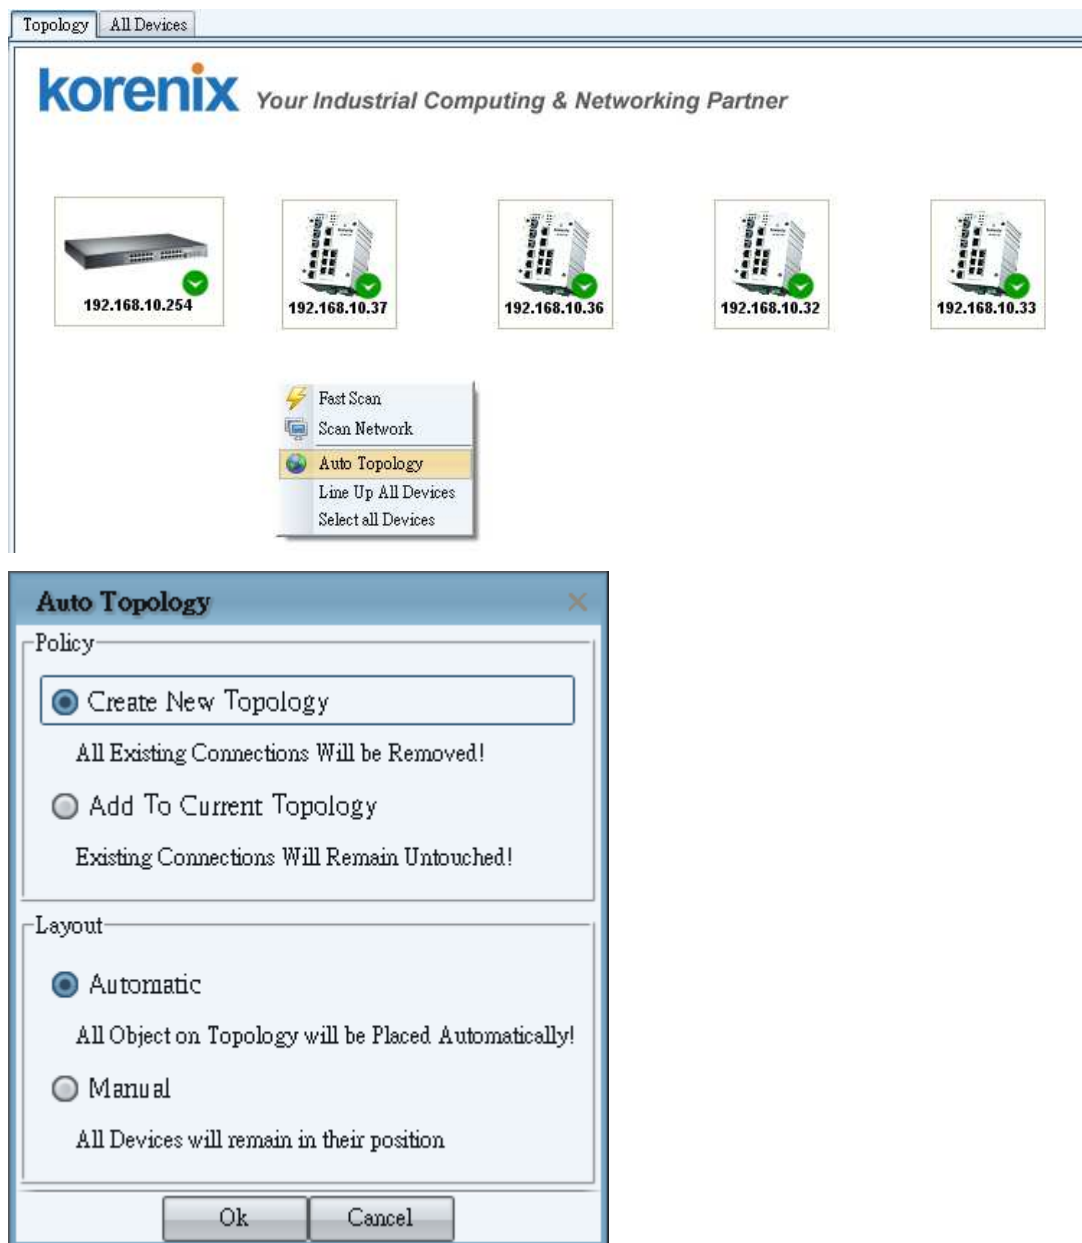 Topology All Devices
korenix Your Industrial Computing & Networking Partner
192.168.10.254 192.168.10.37 192.168.10.36 192.168.10.32 192.168.10.33
Fast Scan
Scan Network
Auto Topology
Line Up All Devices
Select all Devices
Auto Topology
Policy
Create New Topology
All Existing Connections Will be Removed!
Add To Current Topology
Existing Connections Will Remain Untouched!
Layout
Automatic
All Object on Topology will be Placed Automatically!
Manual
All Devices will remain in their position
Ok Cancel